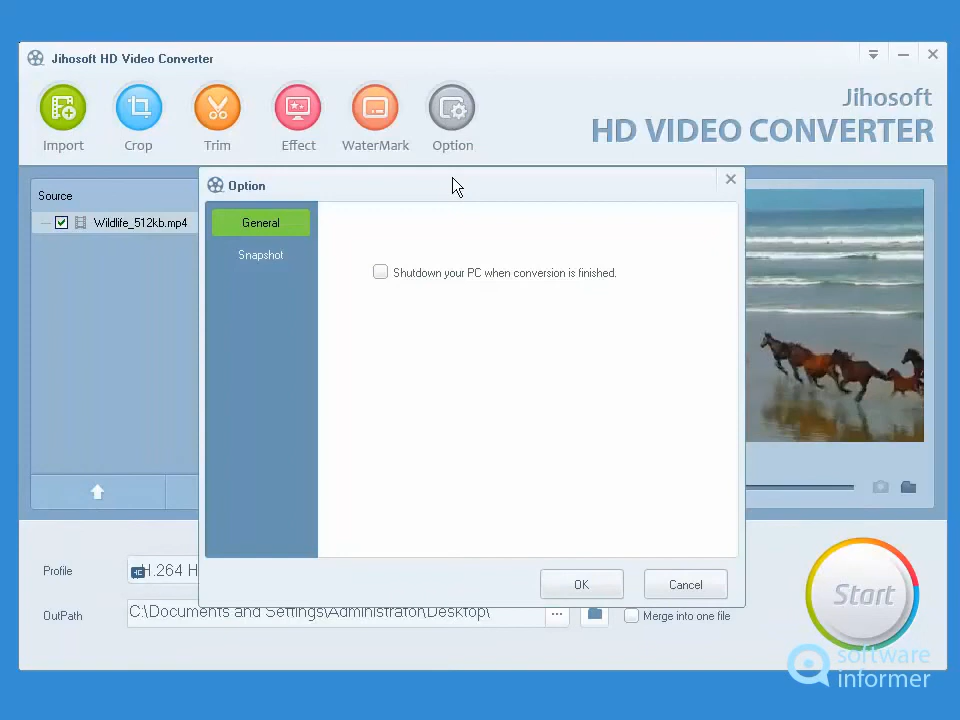 Jihosoft HD Video Converter
Import
Crop
Trim
Effect
WaterMark
Option
Jihosoft
HD VIDEO CONVERTER
Source
Wildlife_512kb.mp4
Option
General
Snapshot
Shutdown your PC when conversion is finished.
OK
Cancel
Profile
H.264 H
OutPath
C:\Documents and Settings\Administrator\Desktop\
...
Merge into one file
Start
software
informer